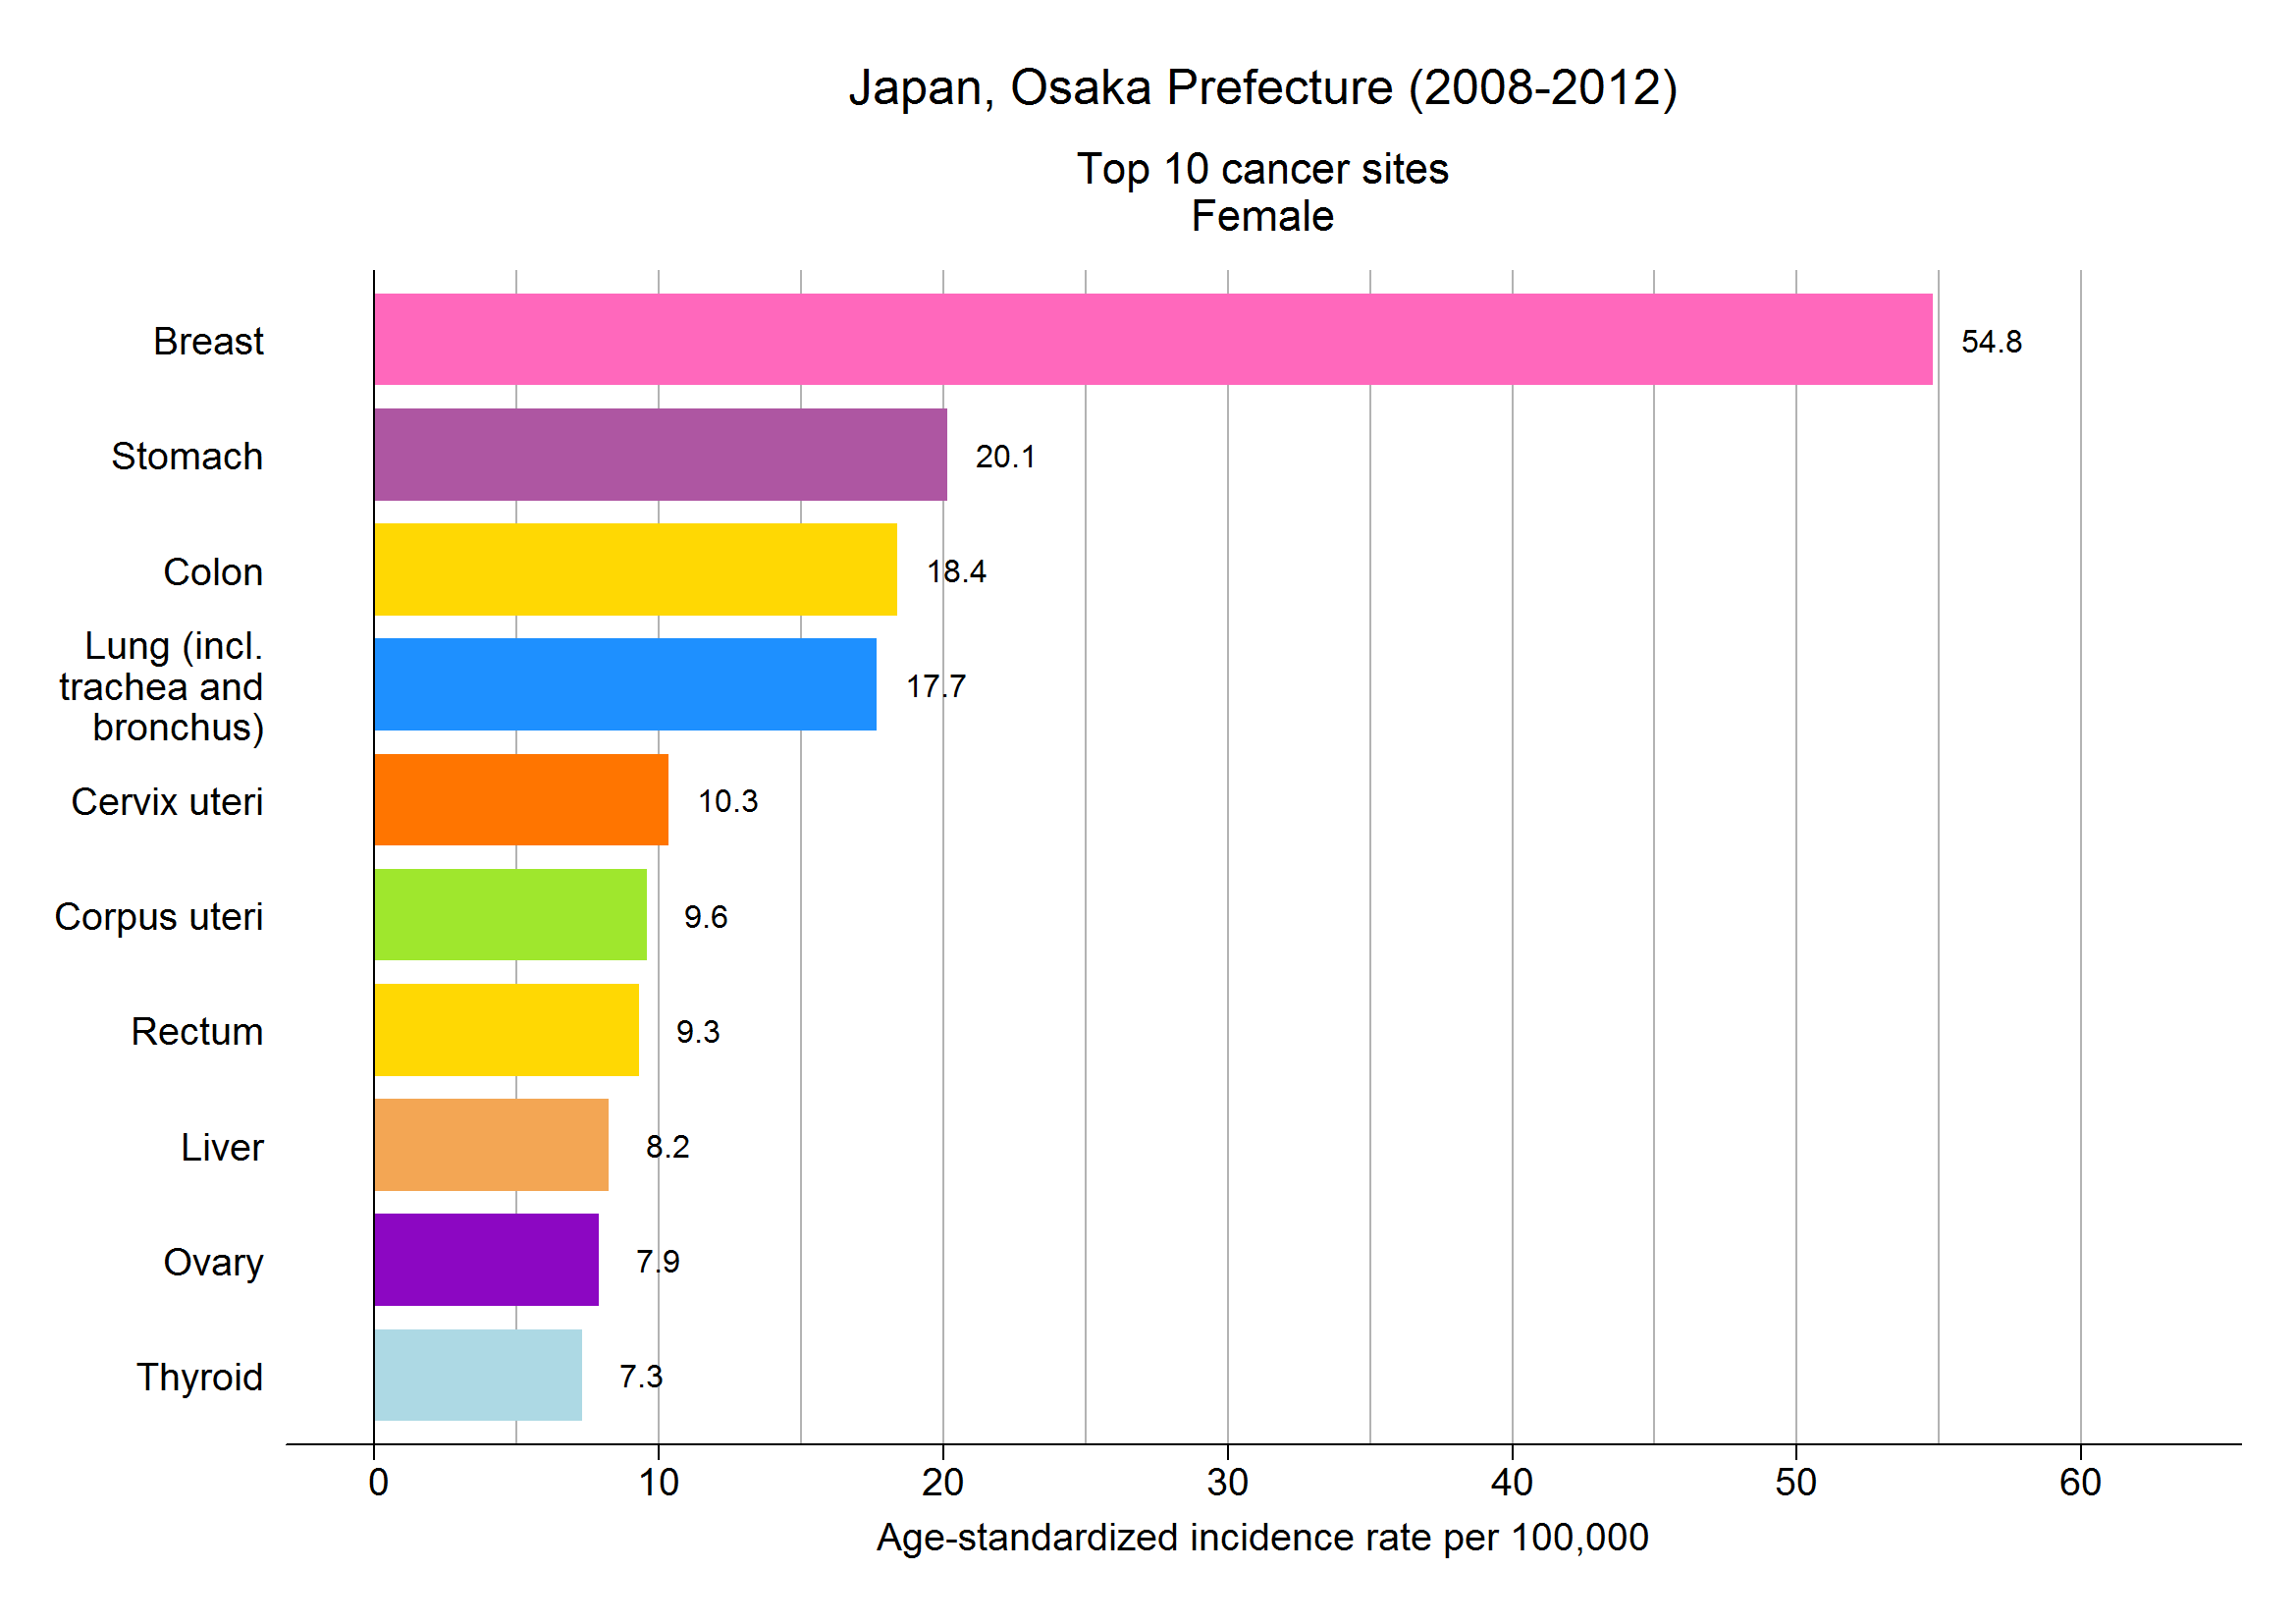 Japan, Osaka Prefecture (2008-2012)
Top 10 cancer sites
Female
Breast
54.8
Stomach
20.1
Colon
18.4
Lung (incl.
trachea and
bronchus)
17.7
Cervix uteri
10.3
Corpus uteri
9.6
Rectum
9.3
Liver
8.2
Ovary
7.9
Thyroid
7.3
0 10 20 30 40 50 60
Age-standardized incidence rate per 100,000